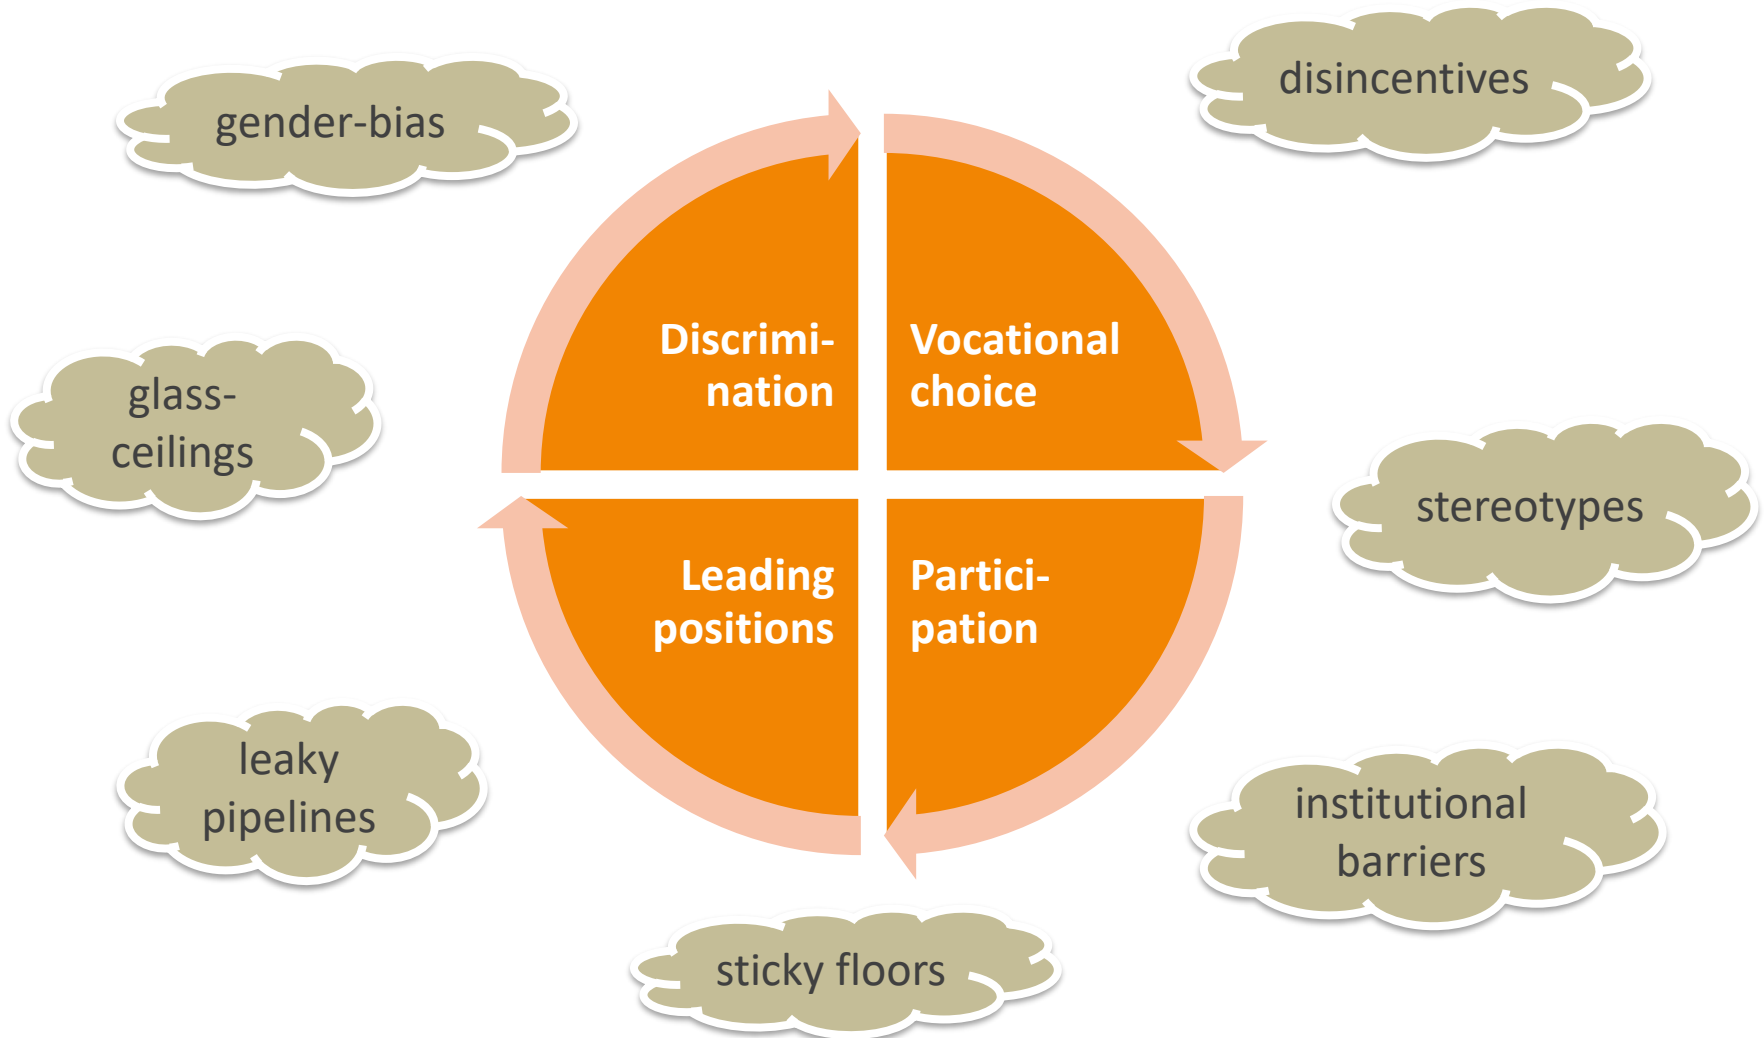 disincentives
gender-bias
Discrimi-
nation
Vocational
choice
glass-
ceilings
stereotypes
Leading
positions
Partici-
pation
leaky
pipelines
institutional
barriers
sticky floors